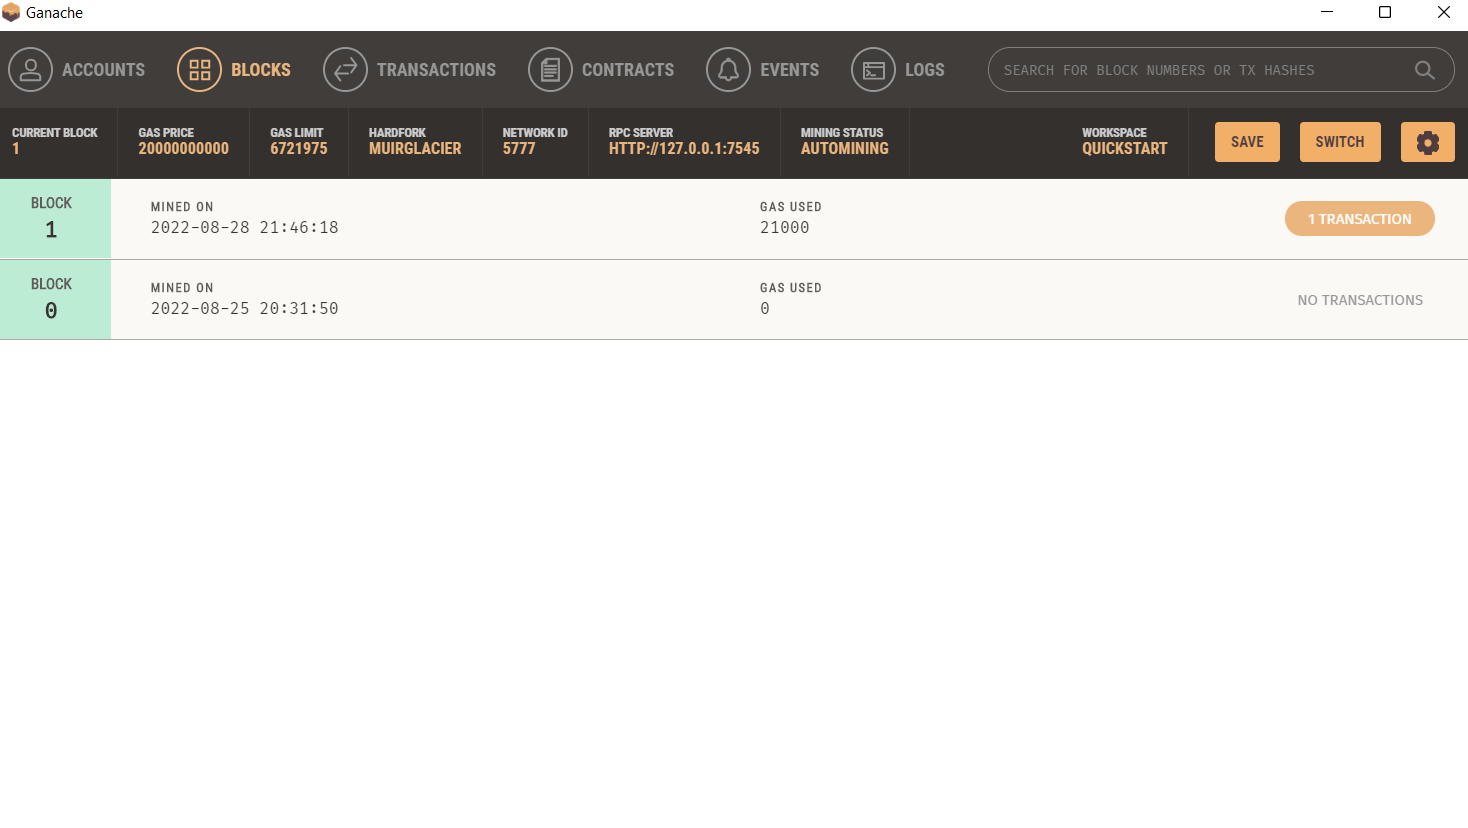 Ganache
ACCOUNTS BLOCKS TRANSACTIONS CONTRACTS EVENTS LOGS SEARCH FOR BLOCK NUMBERS OR TX HASHES
CURRENT BLOCK GAS PRICE GAS LIMIT HARDFORK NETWORK ID RPC SERVER MINING STATUS WORKSPACE
1 20000000000 6721975 MUIRGLACIER 5777 HTTP://127.0.0.1:7545 AUTOMINING QUICKSTART SAVE SWITCH
BLOCK MINED ON GAS USED
1 2022-08-28 21:46:18 21000 1 TRANSACTION
BLOCK MINED ON GAS USED
0 2022-08-25 20:31:50 0 NO TRANSACTIONS